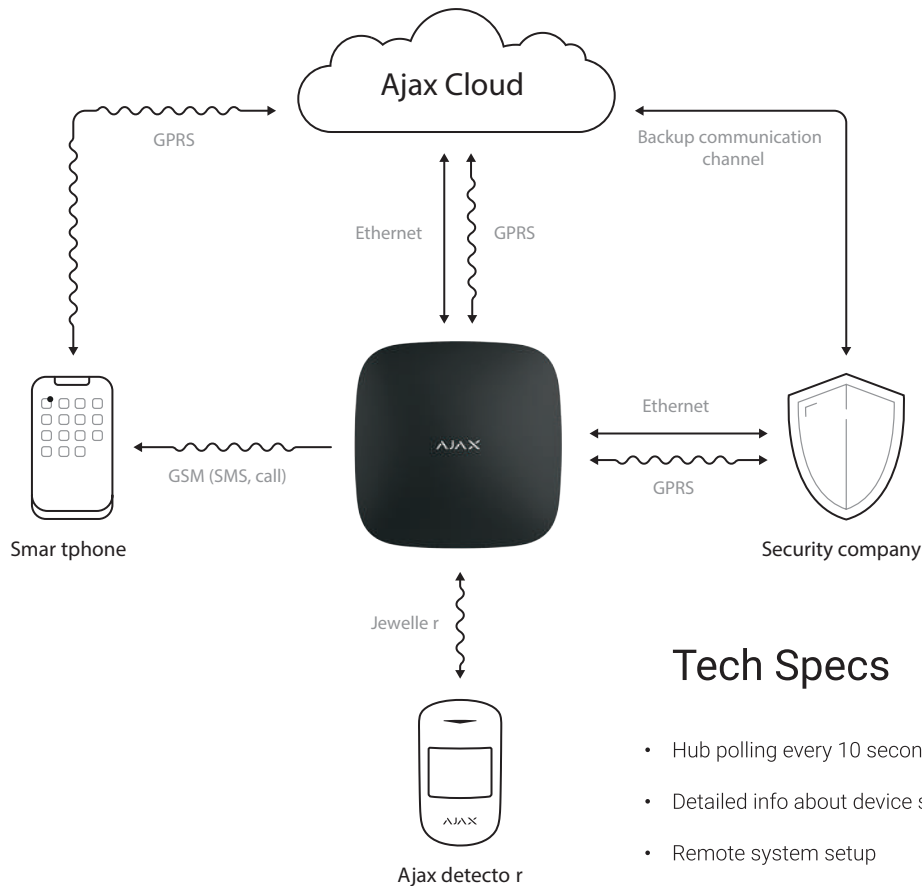 Ajax Cloud
GPRS
Backup communication
channel
Ethernet
GPRS
AJAX
Ethernet
GSM (SMS, call)
GPRS
Smar tphone
Security company
Jewelle r
Tech Specs
• Hub polling every 10 secon
• Detailed info about device s
• Remote system setup
AJAX
Ajax detecto r